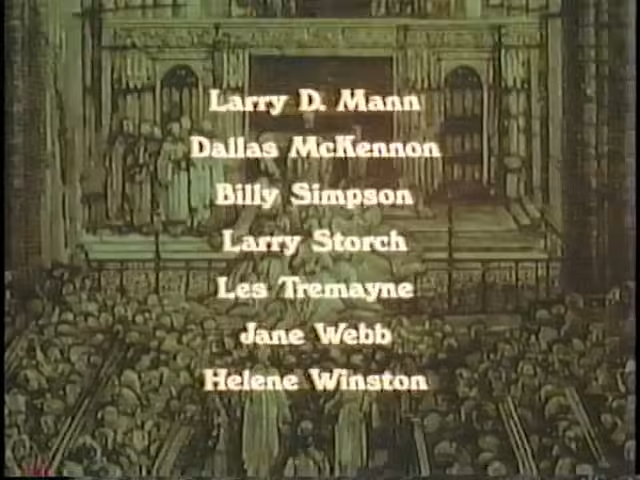 Larry D. Mann
Dallas McKennon
Billy Simpson
Larry Storch
Les Tremayne
Jane Webb
Helene Winston